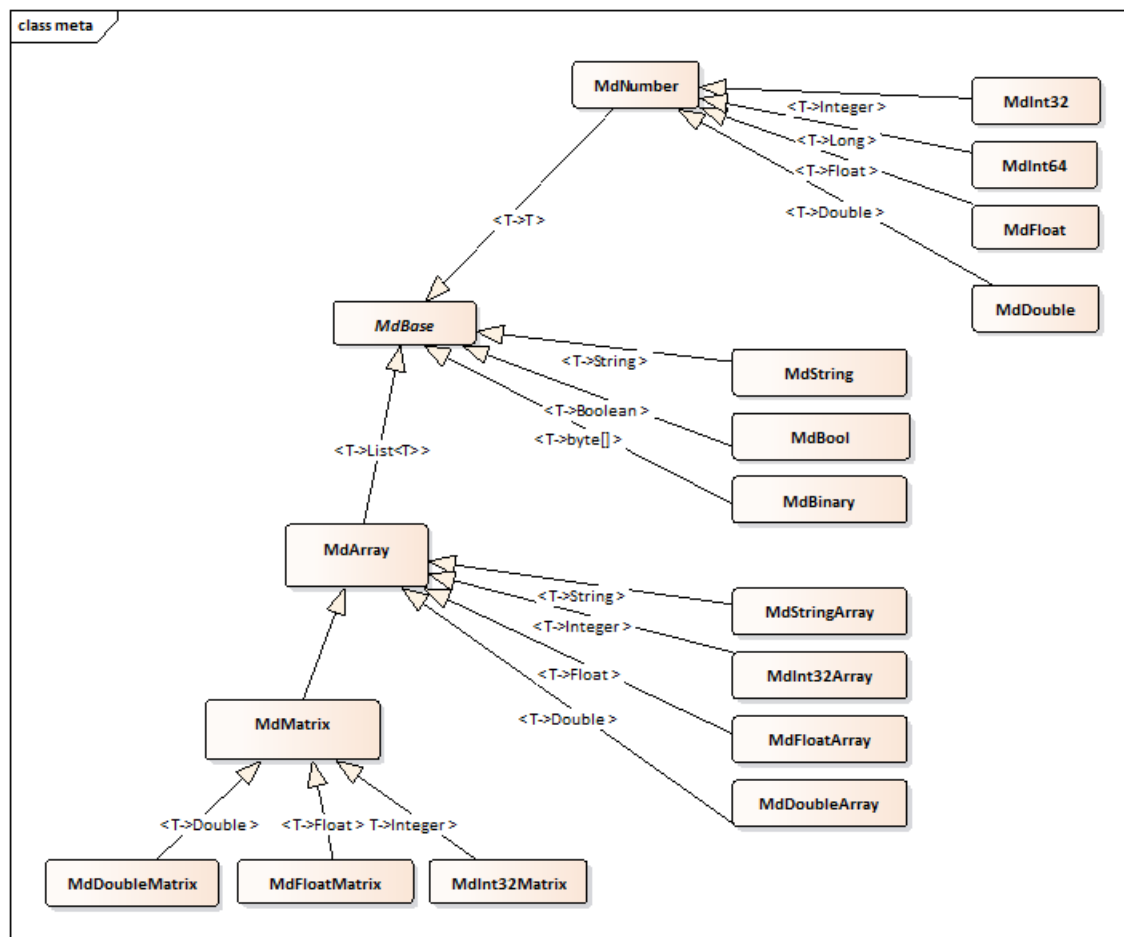 class meta
MdNumber
MdInt32
<T->Integer>
<T->Long>
MdInt64
<T->Float>
<T->Double>
MdFloat
<T->T>
MdDouble
MdBase
<T->String>
MdString
<T->Boolean>
MdBool
<T->byte[]>
<T->List<T>>
MdBinary
MdArray
<T->String>
MdStringArray
<T->Integer>
<T->Float>
MdInt32Array
<T->Double>
MdMatrix
MdFloatArray
MdDoubleArray
<T->Double>
<T->Float>
T->Integer>
MdDoubleMatrix
MdFloatMatrix
MdInt32Matrix